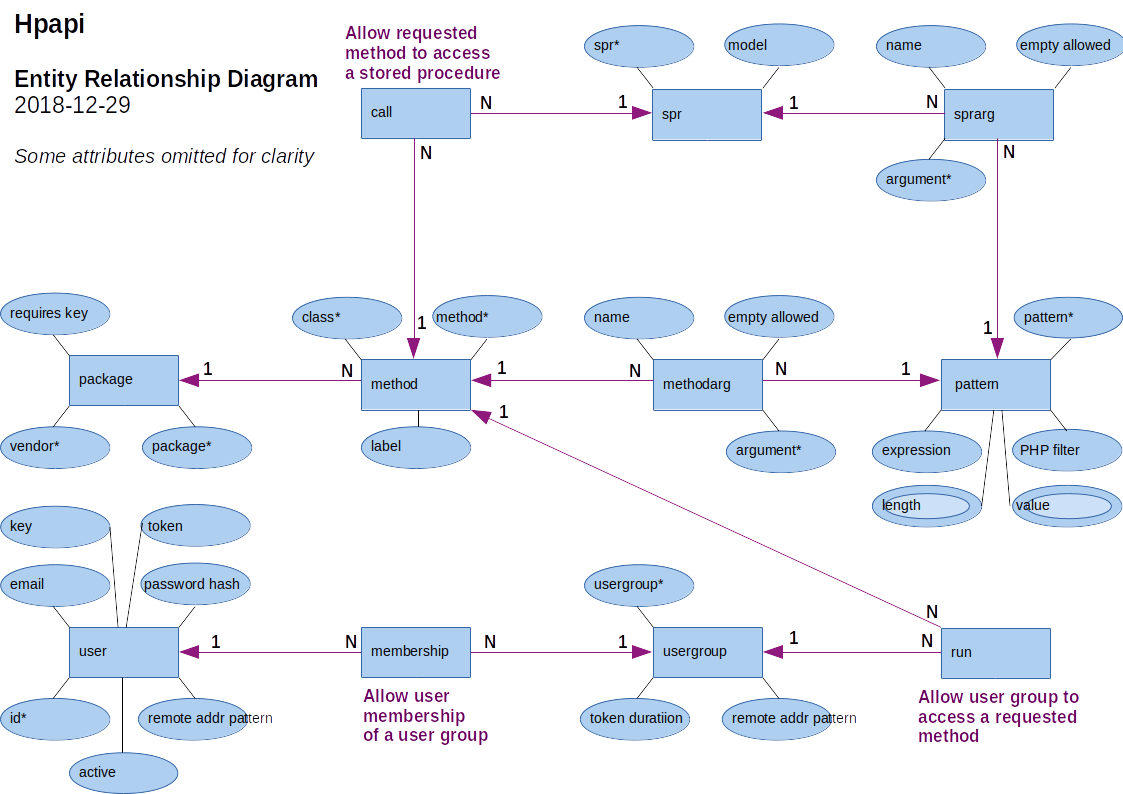 Hpapi
Entity Relationship Diagram
2018-12-29
Some attributes omitted for clarity
Allow requested
method to access
a stored procedure
spr*
model
name
empty allowed
call
N
1
spr
1
N
sprarg
N
N
argument*
requires key
class*
method*
name
empty allowed
pattern*
1
1
package
1
N
method
1
N
methodarg
N
1
pattern
1
vendor*
package*
label
argument*
expression
PHP filter
length
value
key
token
email
password hash
usergroup*
N
user
1
N
membership
N
1
usergroup
1
N
run
id*
remote addr pattern
active
Allow user
membership
of a user group
token duratiion
remote addr pattern
Allow user group to
access a requested
method